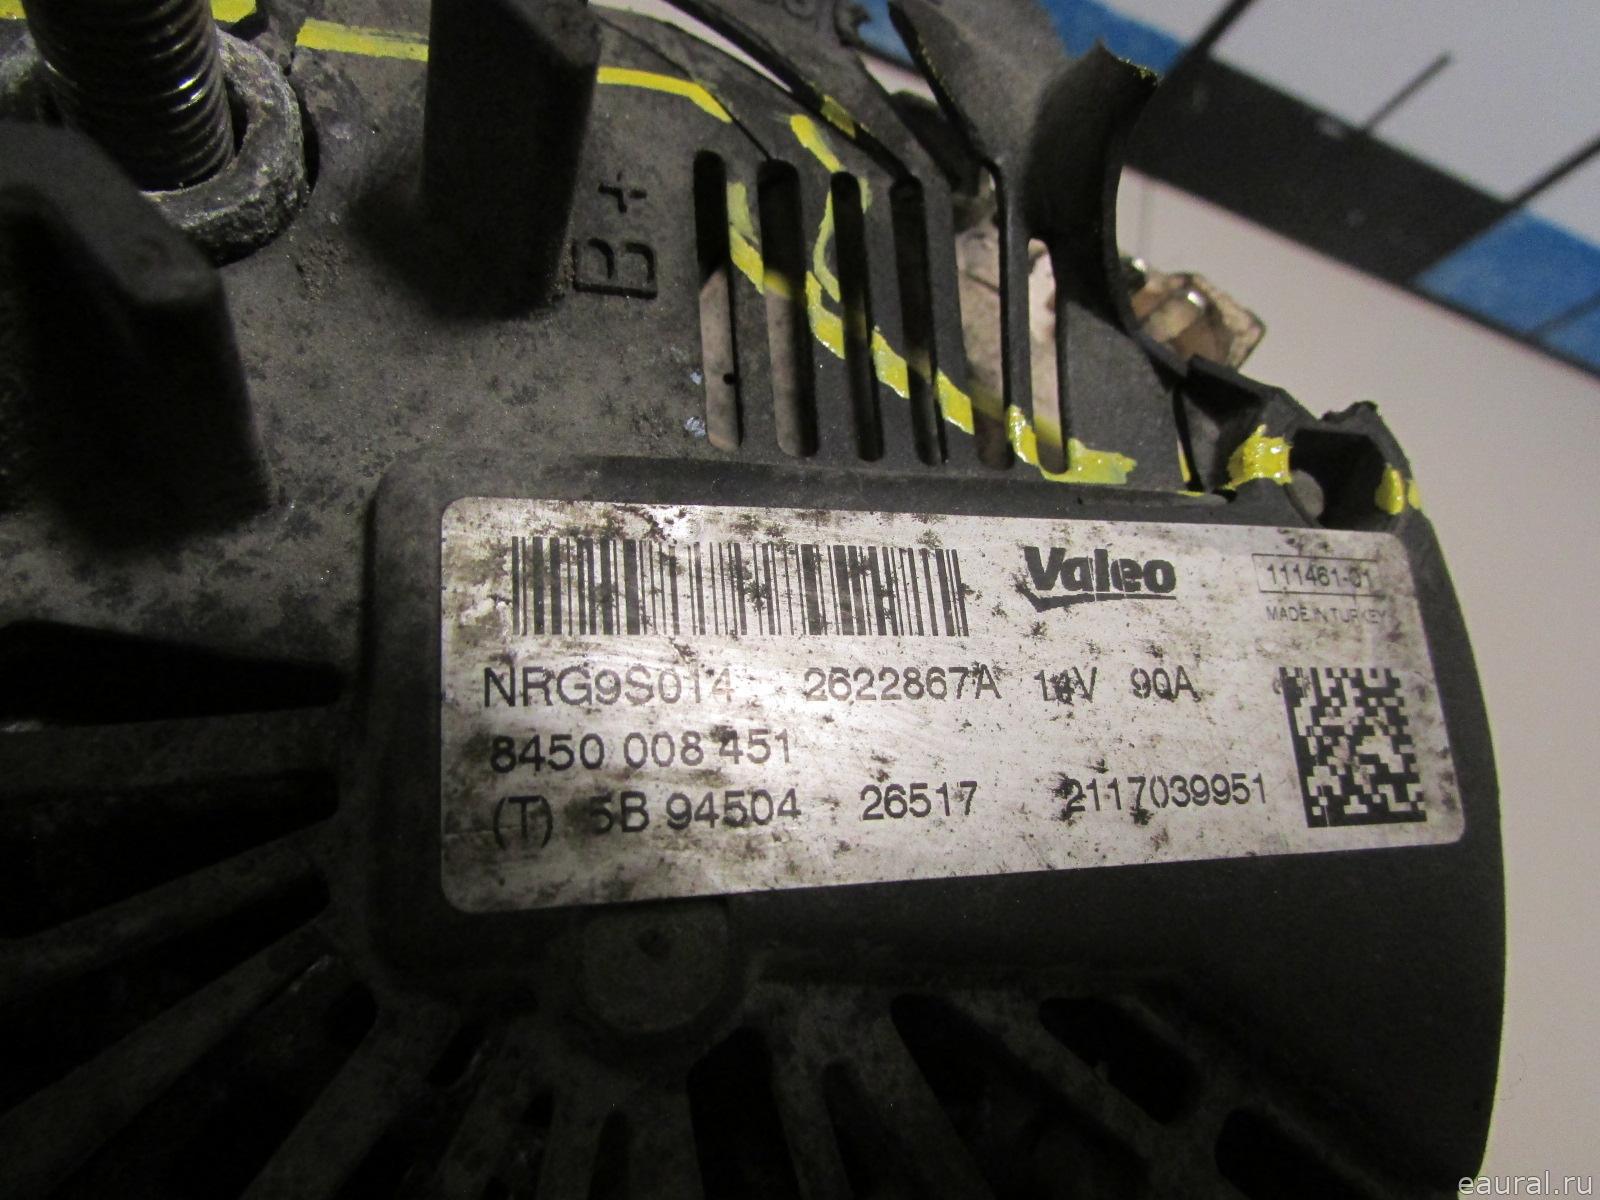 B+
Valeo
111461-01
MADE IN TURKEY
NRG9S014 2622867A 14V 90A
8450 008 451
(T) 5B 94504 26517 2117039951
eaural.ru